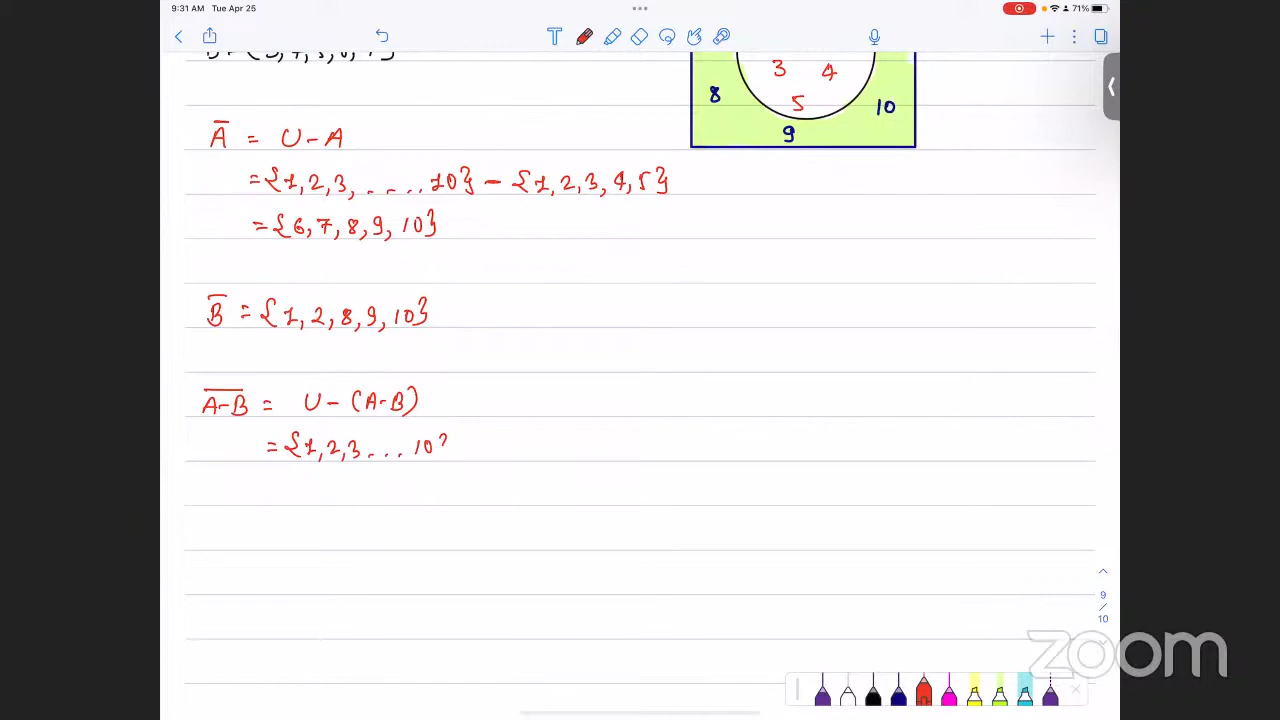 9:31 AM Tue Apr 25
71%
3 4
8 5 10
9
A̅ = U - A
= {1, 2, 3, ..... 10} - {1, 2, 3, 4, 5}
= {6, 7, 8, 9, 10}
B̅ = {1, 2, 8, 9, 10}
A̅-̅B̅ = U - (A-B)
= {1, 2, 3 ... 10
9
/
10
zoom